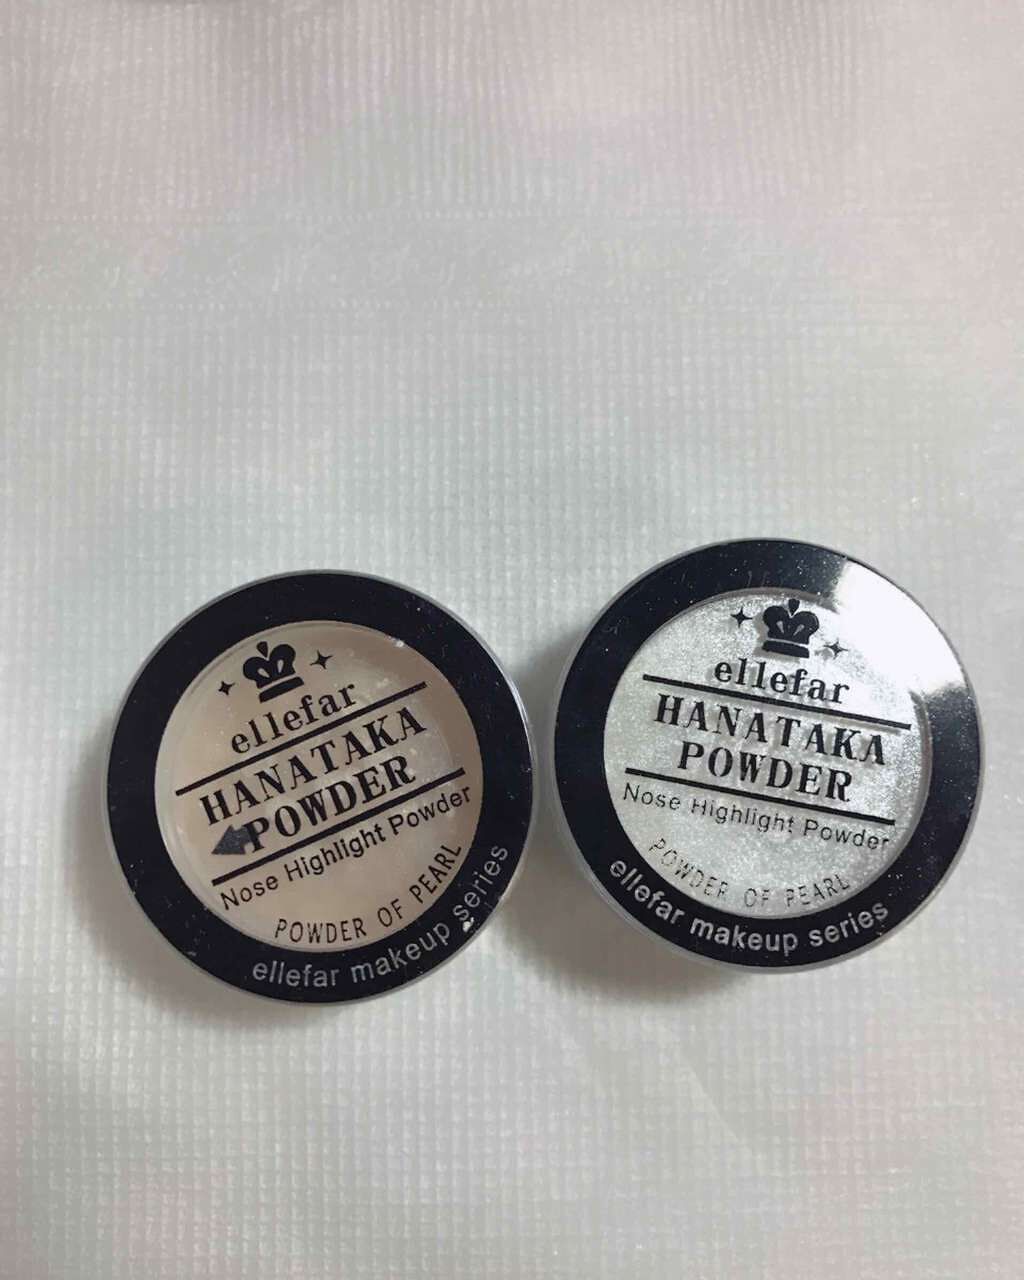 ellefar
HANATAKA
POWDER
Nose Highlight Powder
POWDER OF PEARL
ellefar makeup series
ellefar
HANATAKA
POWDER
Nose Highlight Powder
POWDER OF PEARL
ellefar makeup series